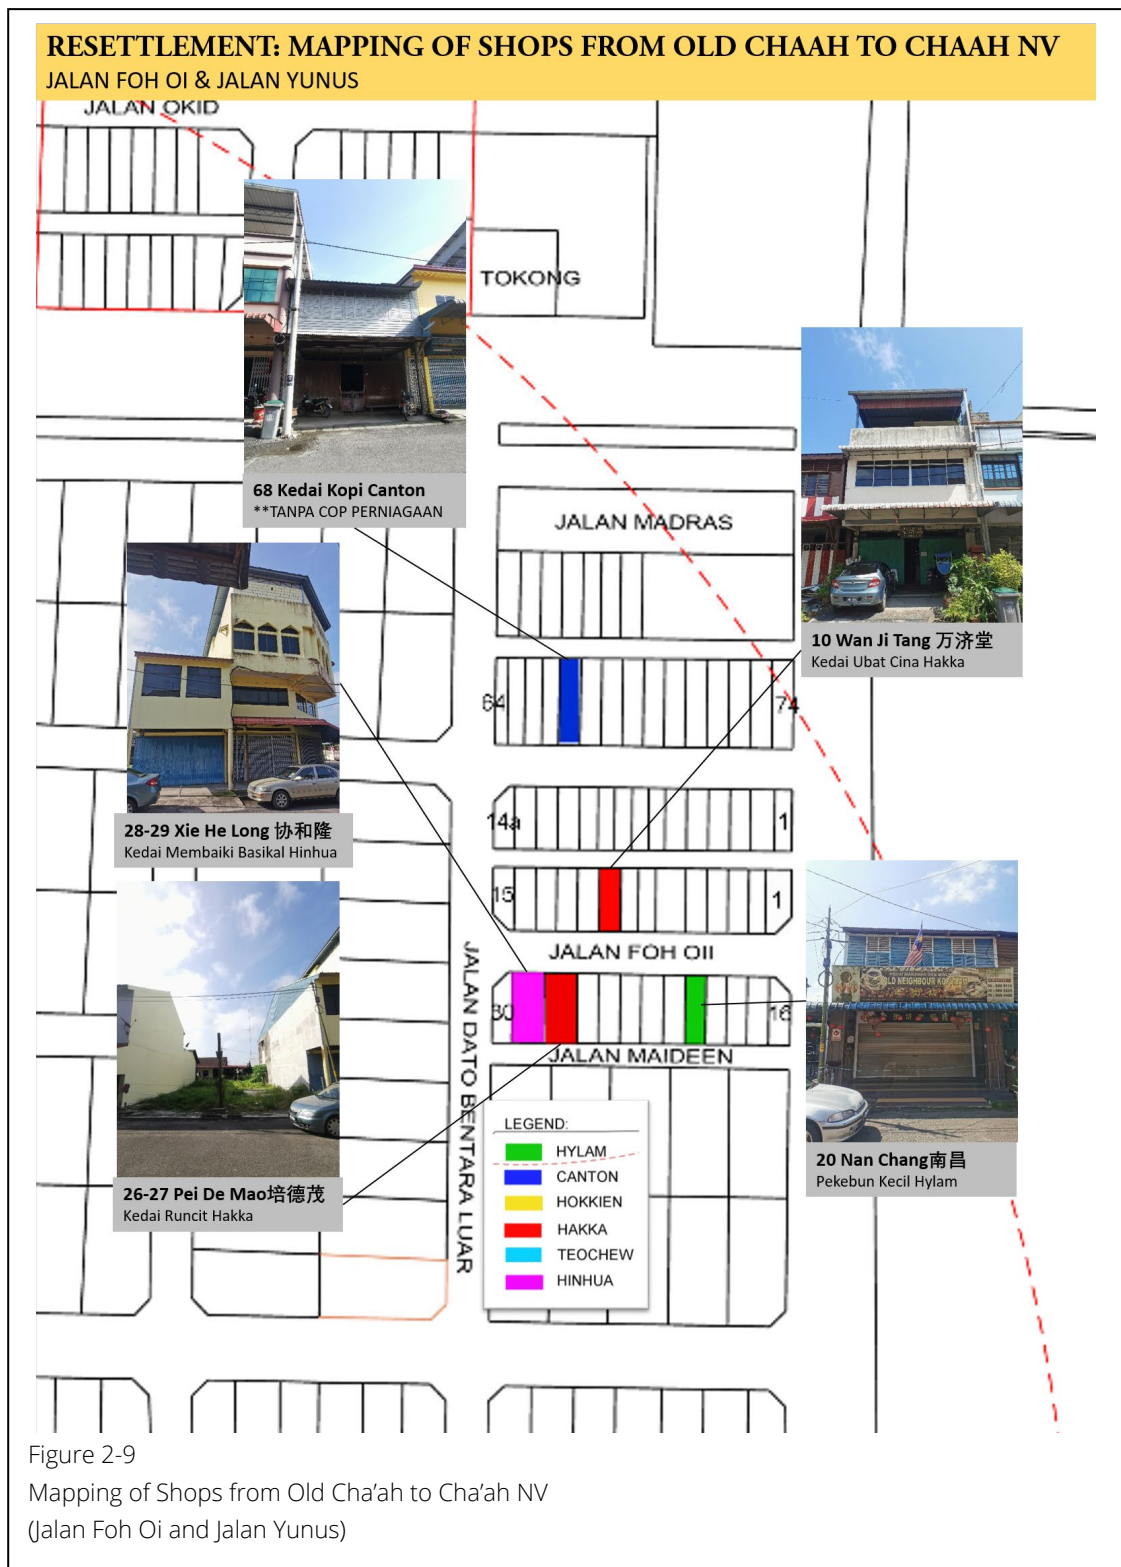 RESETTLEMENT: MAPPING OF SHOPS FROM OLD CHAAH TO CHAAH NV
JALAN FOH OI & JALAN YUNUS
JALAN OKID
TOKONG
68 Kedai Kopi Canton
**TANPA COP PERNIAGAAN
JALAN MADRAS
10 Wan Ji Tang 万济堂
Kedai Ubat Cina Hakka
64
74
28-29 Xie He Long 协和隆
Kedai Membaiki Basikal Hinhua
14a
1
15
1
JALAN FOH OII
OLD NEIGHBOUR
30
16
JALAN MAIDEEN
JALAN DATO BENTARA LUAR
26-27 Pei De Mao培德茂
Kedai Runcit Hakka
20 Nan Chang南昌
Pekebun Kecil Hylam
LEGEND:
HYLAM
CANTON
HOKKIEN
HAKKA
TEOCHEW
HINHUA
Figure 2-9
Mapping of Shops from Old Cha’ah to Cha’ah NV
(Jalan Foh Oi and Jalan Yunus)